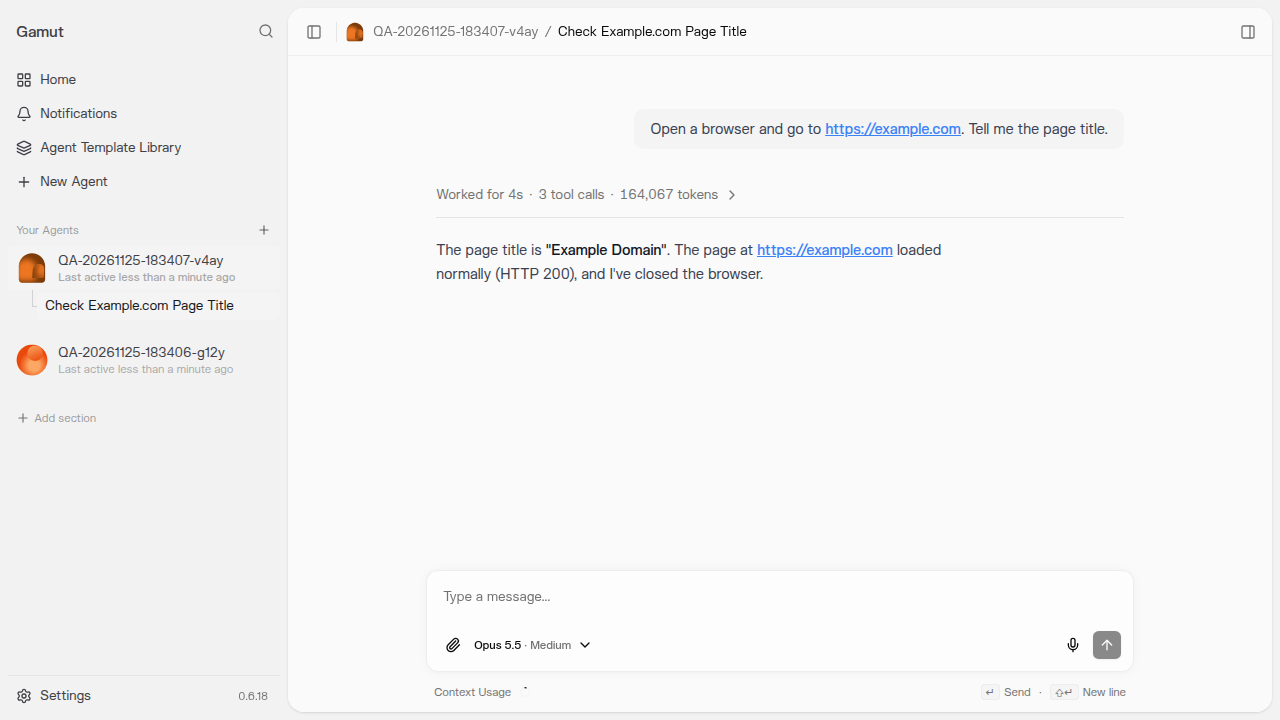 Gamut
Home
Notifications
Agent Template Library
New Agent
Your Agents
QA-20261125-183407-v4ay
Last active less than a minute ago
Check Example.com Page Title
QA-20261125-183406-g12y
Last active less than a minute ago
Add section
Settings
0.6.18
QA-20261125-183407-v4ay / Check Example.com Page Title
Open a browser and go to https://example.com. Tell me the page title.
Worked for 4s · 3 tool calls · 164,067 tokens
The page title is "Example Domain". The page at https://example.com loaded
normally (HTTP 200), and I've closed the browser.
Type a message...
Opus 5.5 · Medium
Context Usage
Send · New line